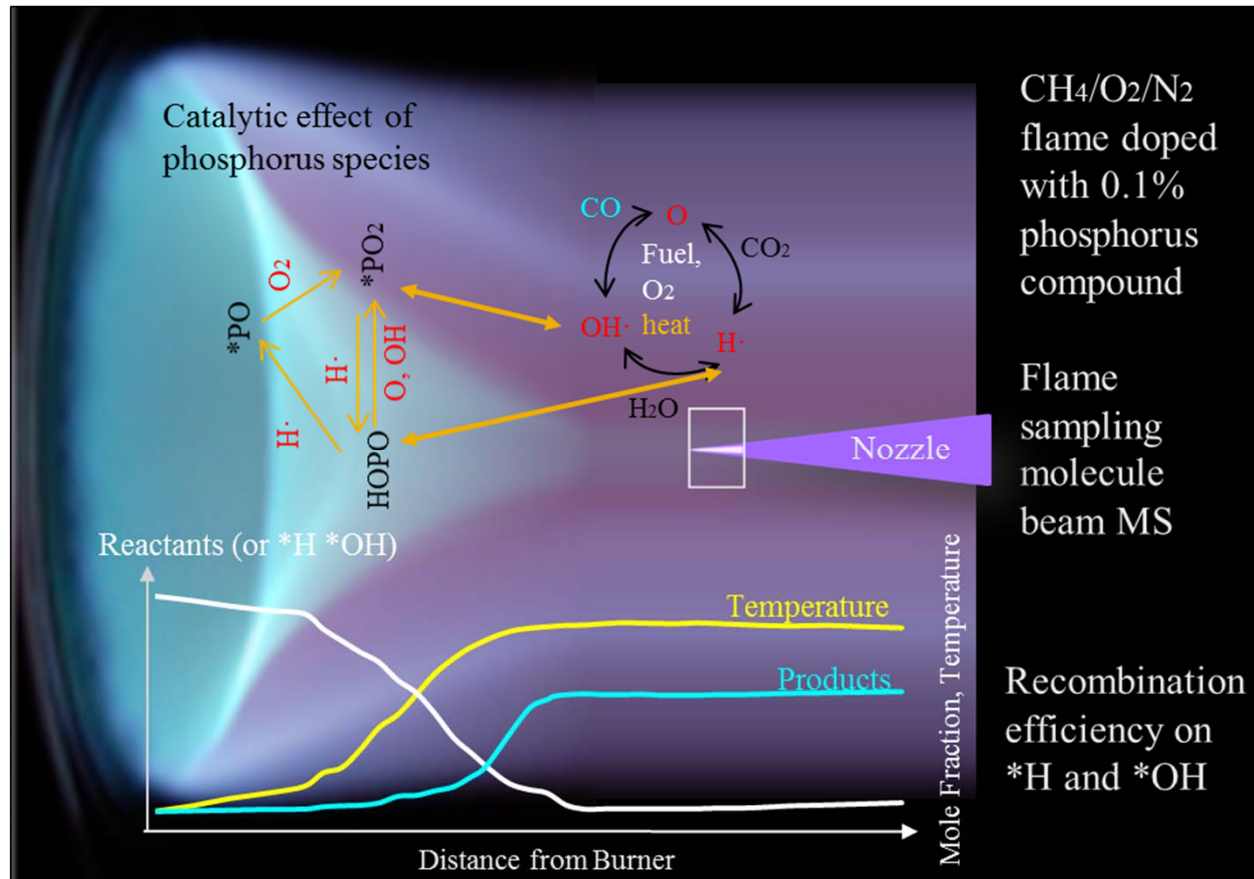 Catalytic effect of
phosphorus species
O2
*PO2
*PO
H·
O, OH
H·
HOPO
CO
O
CO2
Fuel,
O2
heat
OH·
H·
H2O
Nozzle
CH4/O2/N2
flame doped
with 0.1%
phosphorus
compound
Flame
sampling
molecule
beam MS
Recombination
efficiency on
*H and *OH
Reactants (or *H *OH)
Temperature
Products
Mole Fraction, Temperature
Distance from Burner